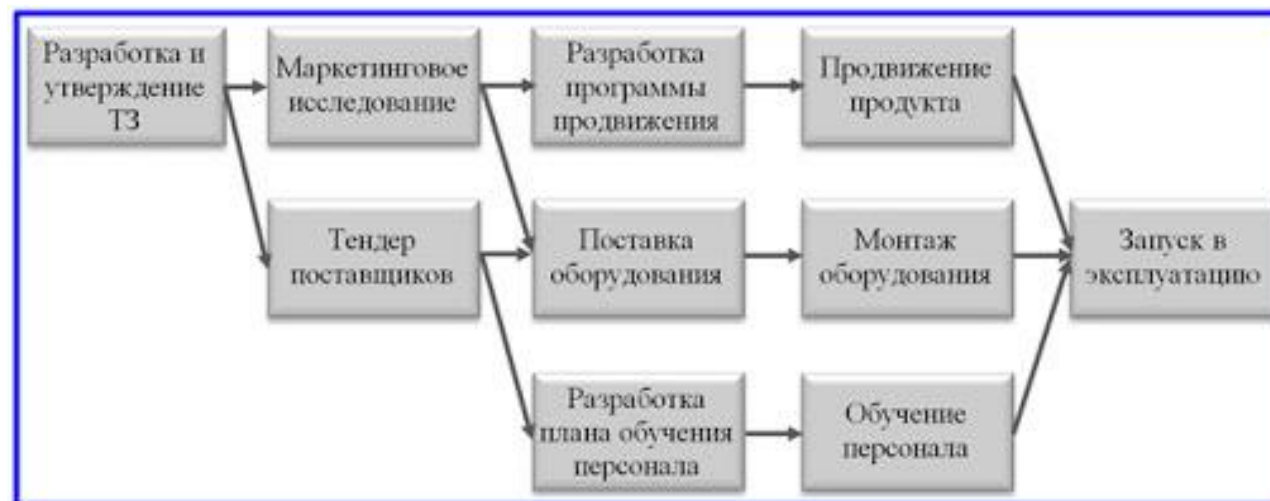 Разработка и
утверждение
ТЗ
Маркетинговое
исследование
Разработка
программы
продвижения
Продвижение
продукта
Тендер
поставщиков
Поставка
оборудования
Монтаж
оборудования
Запуск в
эксплуатацию
Разработка
плана обучения
персонала
Обучение
персонала